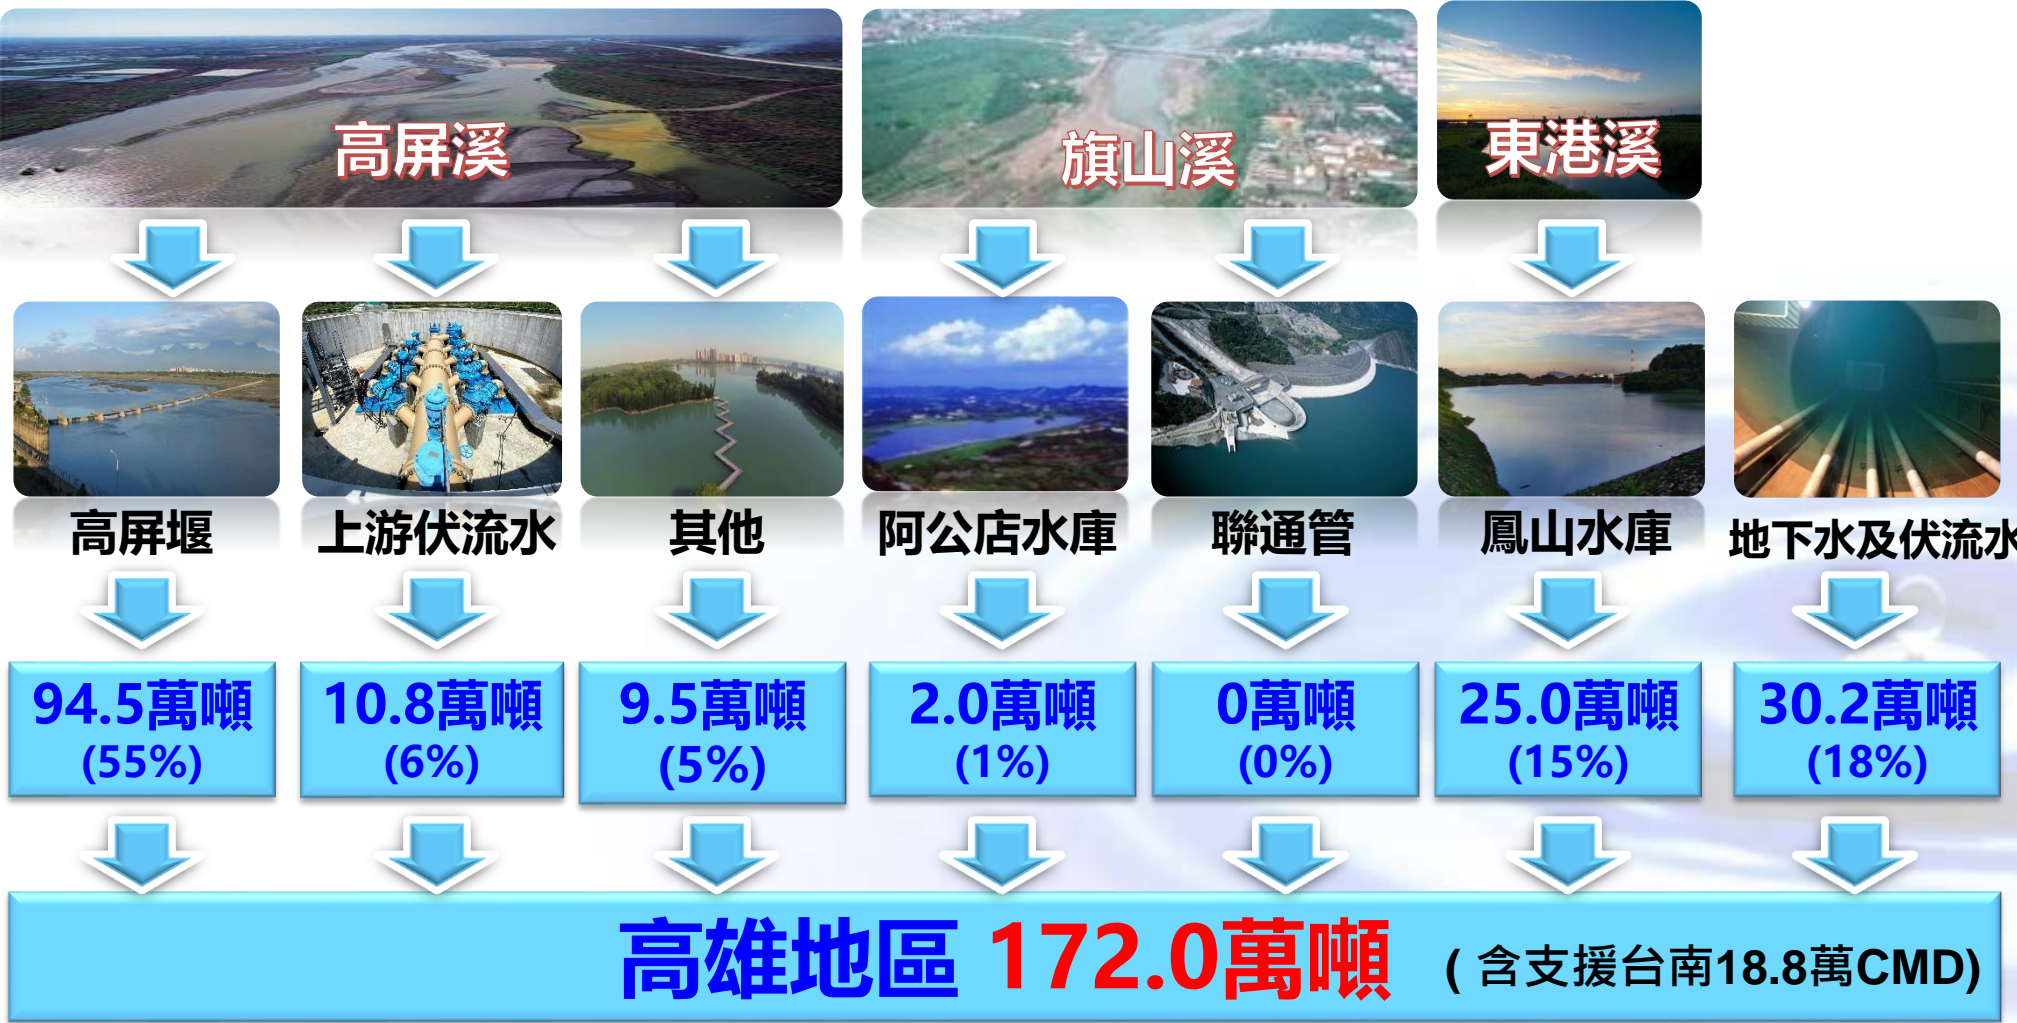 高屏溪
旗山溪
東港溪
高屏堰
上游伏流水
其他
阿公店水庫
聯通管
鳳山水庫
地下水及伏流水
94.5萬噸
(55%)
10.8萬噸
(6%)
9.5萬噸
(5%)
2.0萬噸
(1%)
0萬噸
(0%)
25.0萬噸
(15%)
30.2萬噸
(18%)
高雄地區 172.0萬噸 ( 含支援台南18.8萬CMD)